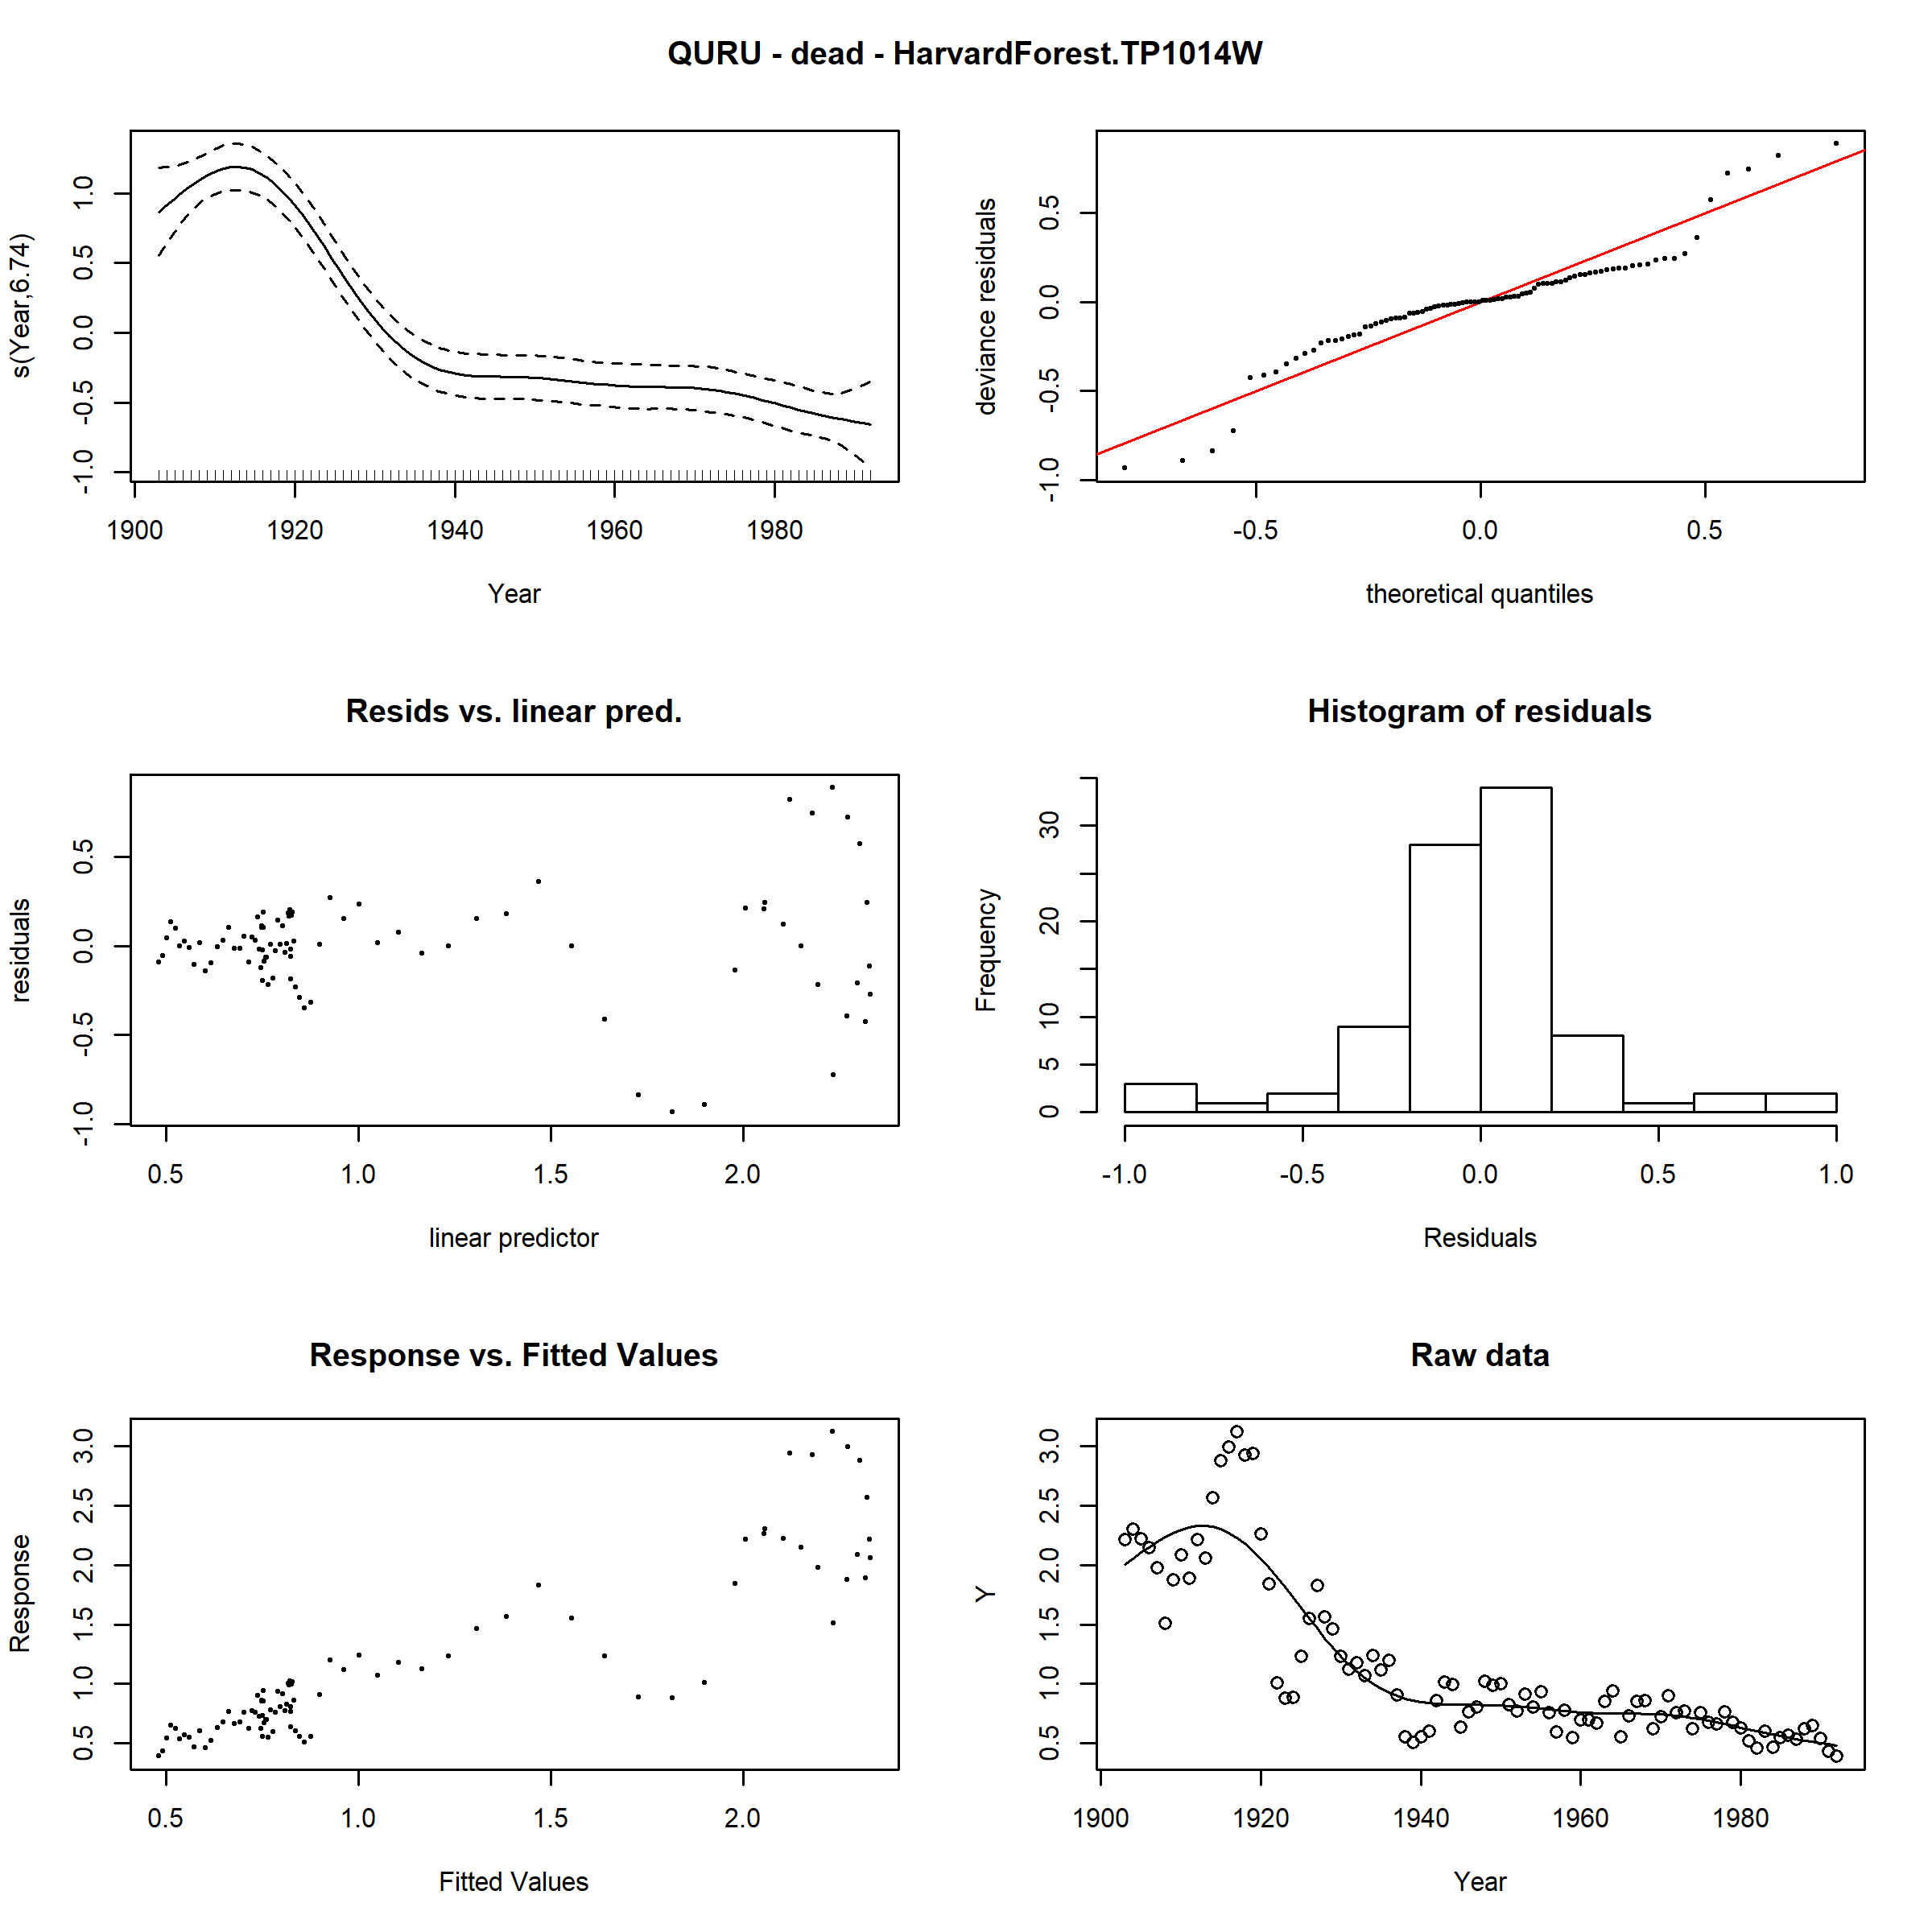 QURU - dead - HarvardForest.TP1014W
s(Year,6.74)
-1.0 -0.5 0.0 0.5 1.0
1900 1920 1940 1960 1980
Year
deviance residuals
-1.0 -0.5 0.0 0.5
-0.5 0.0 0.5
theoretical quantiles
Resids vs. linear pred.
residuals
-1.0 -0.5 0.0 0.5
0.5 1.0 1.5 2.0
linear predictor
Histogram of residuals
Frequency
0 5 10 20 30
-1.0 -0.5 0.0 0.5 1.0
Residuals
Response vs. Fitted Values
Response
0.5 1.0 1.5 2.0 2.5 3.0
0.5 1.0 1.5 2.0
Fitted Values
Raw data
Y
0.5 1.0 1.5 2.0 2.5 3.0
1900 1920 1940 1960 1980
Year